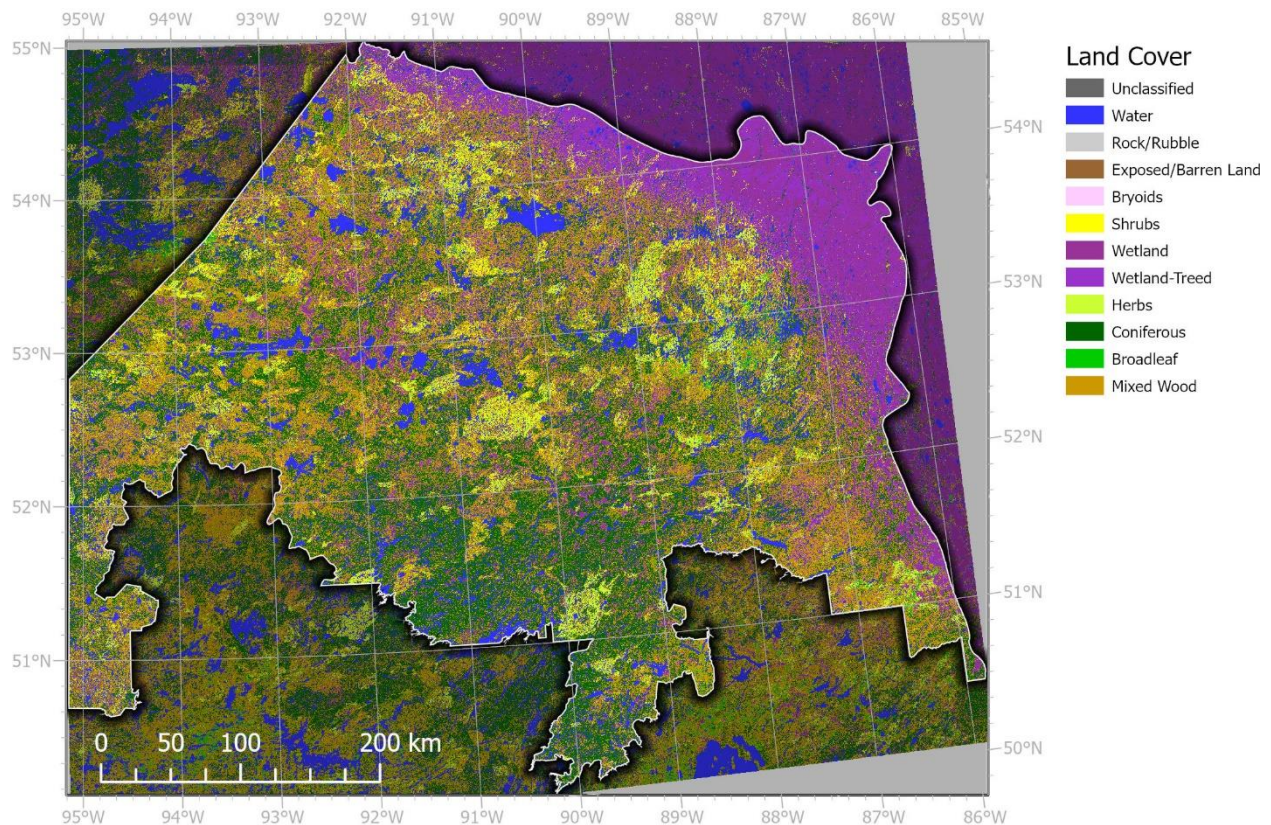 95°W 94°W 93°W 92°W 91°W 90°W 89°W 88°W 87°W 86°W 85°W
55°N
54°N
53°N
52°N
51°N
54°N
53°N
52°N
51°N
50°N
0 50 100 200 km
95°W 94°W 93°W 92°W 91°W 90°W 89°W 88°W 87°W 86°W
Land Cover
Unclassified
Water
Rock/Rubble
Exposed/Barren Land
Bryoids
Shrubs
Wetland
Wetland-Treed
Herbs
Coniferous
Broadleaf
Mixed Wood